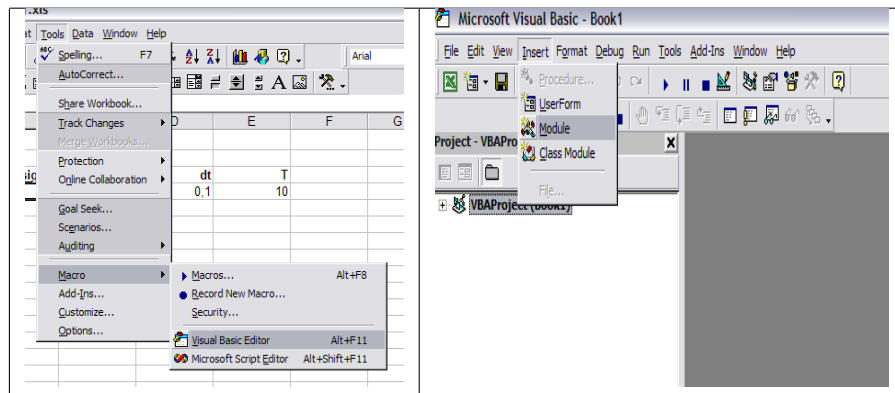 .xls
Tools Data Window Help
Spelling... F7
Arial
AutoCorrect...
Share Workbook...
Track Changes
D E F G
Merge Workbooks...
Protection
Online Collaboration
dt T
0,1 10
Goal Seek...
Scenarios...
Auditing
Macro
Macros... Alt+F8
Add-Ins...
Record New Macro...
Customize...
Security...
Options...
Visual Basic Editor Alt+F11
Microsoft Script Editor Alt+Shift+F11
Microsoft Visual Basic - Book1
File Edit View Insert Format Debug Run Tools Add-Ins Window Help
Procedure...
UserForm
Module
Project - VBAPro
Class Module
File...
VBAProject (Book1)